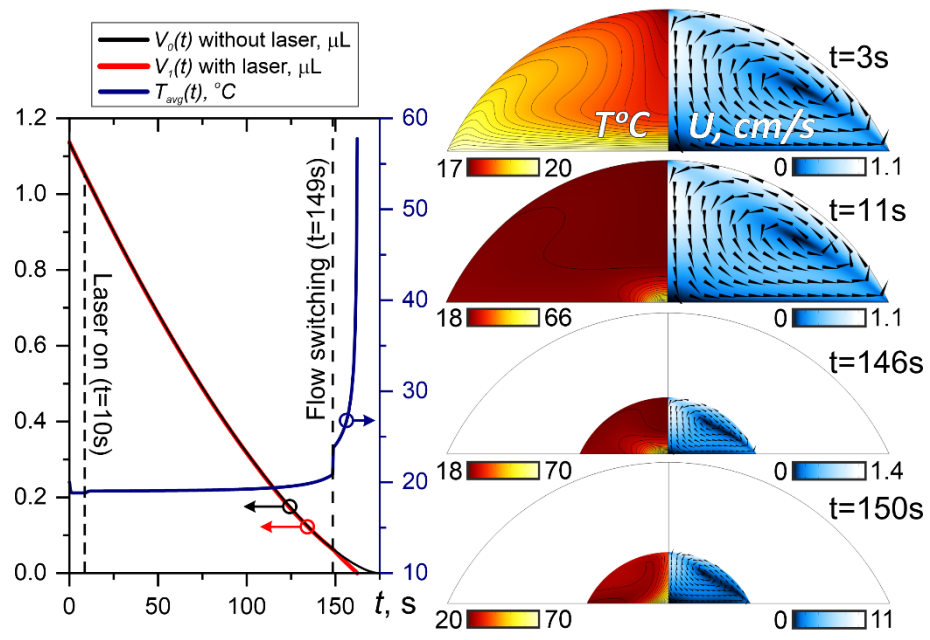 V₀(t) without laser, μL
V₁(t) with laser, μL
T_avg(t), °C
1.2
1.0
0.8
0.6
0.4
0.2
0.0
60
50
40
30
20
10
0
50
100
150
t, s
Laser on (t=10s)
Flow switching (t=149s)
T°C
U, cm/s
t=3s
17
20
0
1.1
t=11s
18
66
0
1.1
t=146s
18
70
0
1.4
t=150s
20
70
0
11